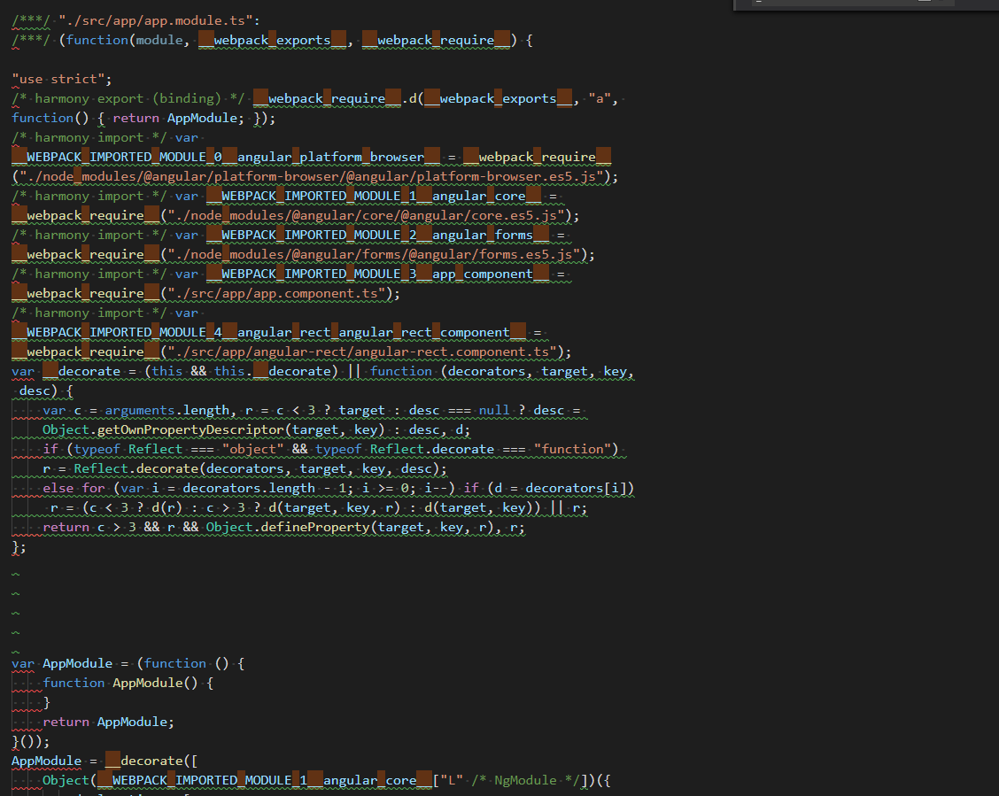 /***/ "./src/app/app.module.ts":
/***/ (function(module, __webpack_exports__, __webpack_require__) {
"use strict";
/* harmony export (binding) */ __webpack_require__.d(__webpack_exports__, "a",
function() { return AppModule; });
/* harmony import */ var
__WEBPACK_IMPORTED_MODULE_0__angular_platform_browser__ = __webpack_require__
("./node_modules/@angular/platform-browser/@angular/platform-browser.es5.js");
/* harmony import */ var __WEBPACK_IMPORTED_MODULE_1__angular_core__ =
__webpack_require__("./node_modules/@angular/core/@angular/core.es5.js");
/* harmony import */ var __WEBPACK_IMPORTED_MODULE_2__angular_forms__ =
__webpack_require__("./node_modules/@angular/forms/@angular/forms.es5.js");
/* harmony import */ var __WEBPACK_IMPORTED_MODULE_3__app_component__ =
__webpack_require__("./src/app/app.component.ts");
/* harmony import */ var
__WEBPACK_IMPORTED_MODULE_4__angular_rect_angular_rect_component__ =
__webpack_require__("./src/app/angular-rect/angular-rect.component.ts");
var __decorate = (this && this.__decorate) || function (decorators, target, key,
desc) {
var c = arguments.length, r = c < 3 ? target : desc === null ? desc =
Object.getOwnPropertyDescriptor(target, key) : desc, d;
if (typeof Reflect === "object" && typeof Reflect.decorate === "function")
r = Reflect.decorate(decorators, target, key, desc);
else for (var i = decorators.length - 1; i >= 0; i--) if (d = decorators[i])
r = (c < 3 ? d(r) : c > 3 ? d(target, key, r) : d(target, key)) || r;
return c > 3 && r && Object.defineProperty(target, key, r), r;
};
var AppModule = (function () {
function AppModule() {
}
return AppModule;
}());
AppModule = __decorate([
Object(__WEBPACK_IMPORTED_MODULE_1__angular_core__["L" /* NgModule */])({